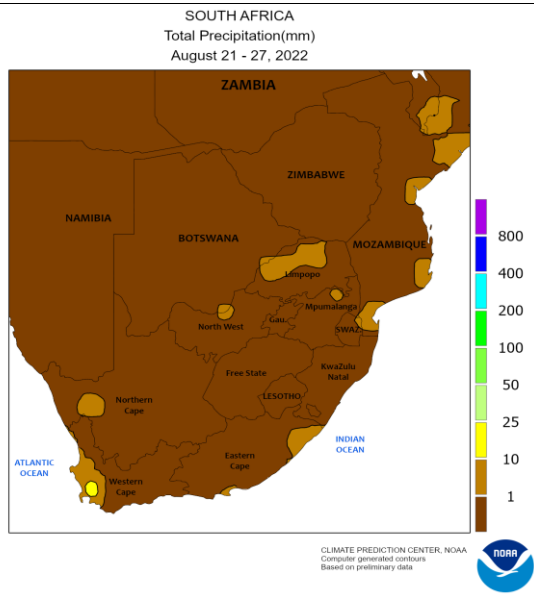 SOUTH AFRICA
Total Precipitation(mm)
August 21 - 27, 2022
ZAMBIA
ZIMBABWE
NAMIBIA
BOTSWANA
MOZAMBIQUE
Limpopo
Mpumalanga
North West
Gau.
SWAZ.
Free State
KwaZulu
Natal
LESOTHO
Northern
Cape
Eastern
Cape
Western
Cape
ATLANTIC
OCEAN
INDIAN
OCEAN
800
400
200
100
50
25
10
1
CLIMATE PREDICTION CENTER, NOAA
Computer generated contours
Based on preliminary data
NOAA